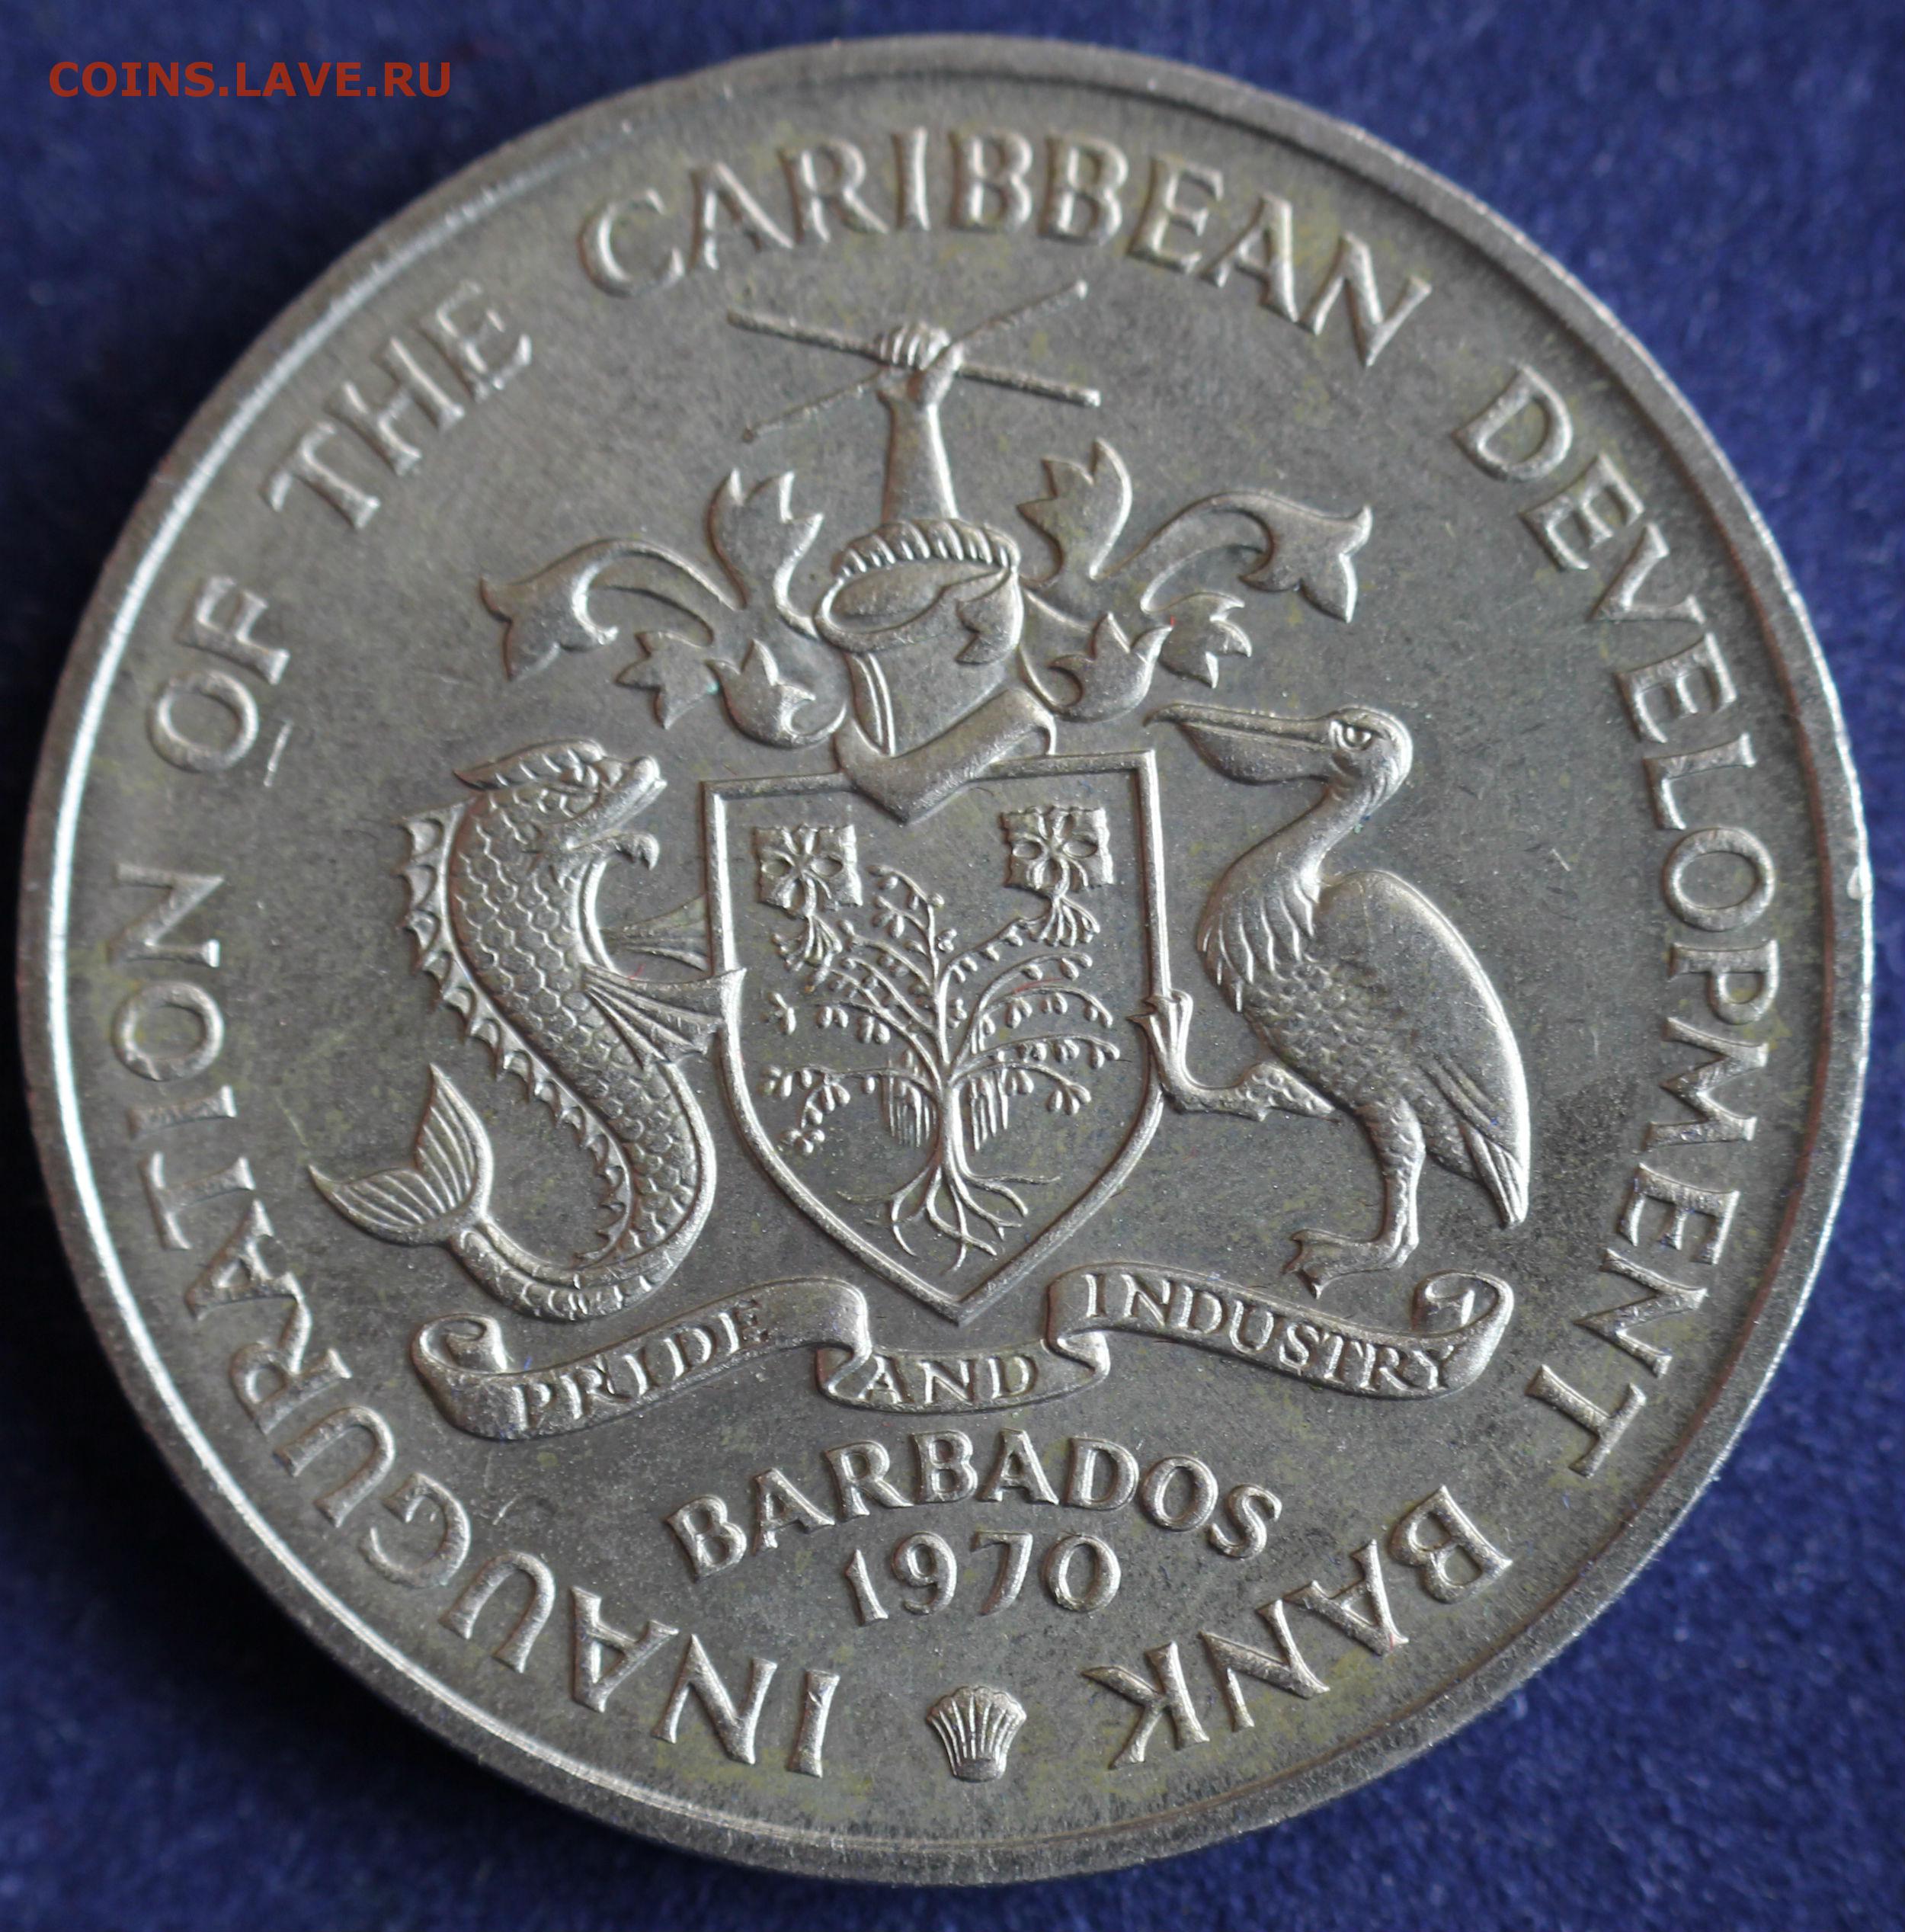 COINS.LAVE.RU
INAUGURATION OF THE CARIBBEAN DEVELOPMENT BANK
PRIDE AND INDUSTRY
BARBADOS
1970